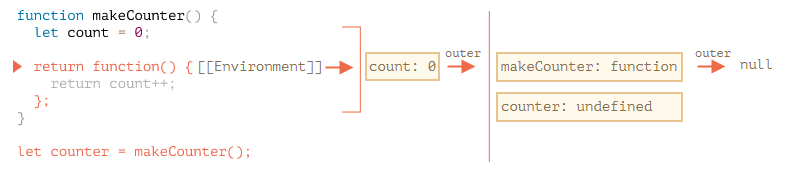 function makeCounter() {
  let count = 0;
outer
outer
  return function() { [[Environment]]
count: 0
makeCounter: function
null
    return count++;
  };
counter: undefined
}
let counter = makeCounter();